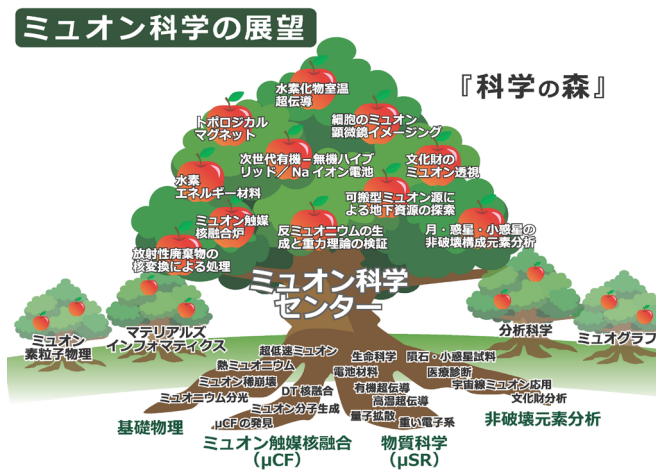 ミュオン科学の展望
『科学の森』
水素化物室温
超伝導
トポロジカル
マグネット
細胞のミュオン
顕微鏡イメージング
次世代有機－無機ハイブ
リッド／Naイオン電池
文化財の
ミュオン透視
水素
エネルギー材料
可搬型ミュオン源に
よる地下資源の探索
ミュオン触媒
核融合炉
反ミュオニウムの生
成と重力理論の検証
月・惑星・小惑星の
非破壊構成元素分析
放射性廃棄物の
核変換による処理
ミュオン科学
センター
ミュオン
素粒子物理
マテリアルズ
インフォマティクス
分析科学
ミュオグラフ
超低速ミュオン
熱ミュオニウム
ミュオン稀崩壊
ミュオニウム分光
DT核融合
ミュオン分子生成
μCFの発見
生命科学
電池材料
有機超伝導
高温超伝導
量子拡散
重い電子系
隕石・小惑星試料
医療診断
宇宙線ミュオン応用
文化財分析
基礎物理
ミュオン触媒核融合
（μCF）
物質科学
（μSR）
非破壊元素分析